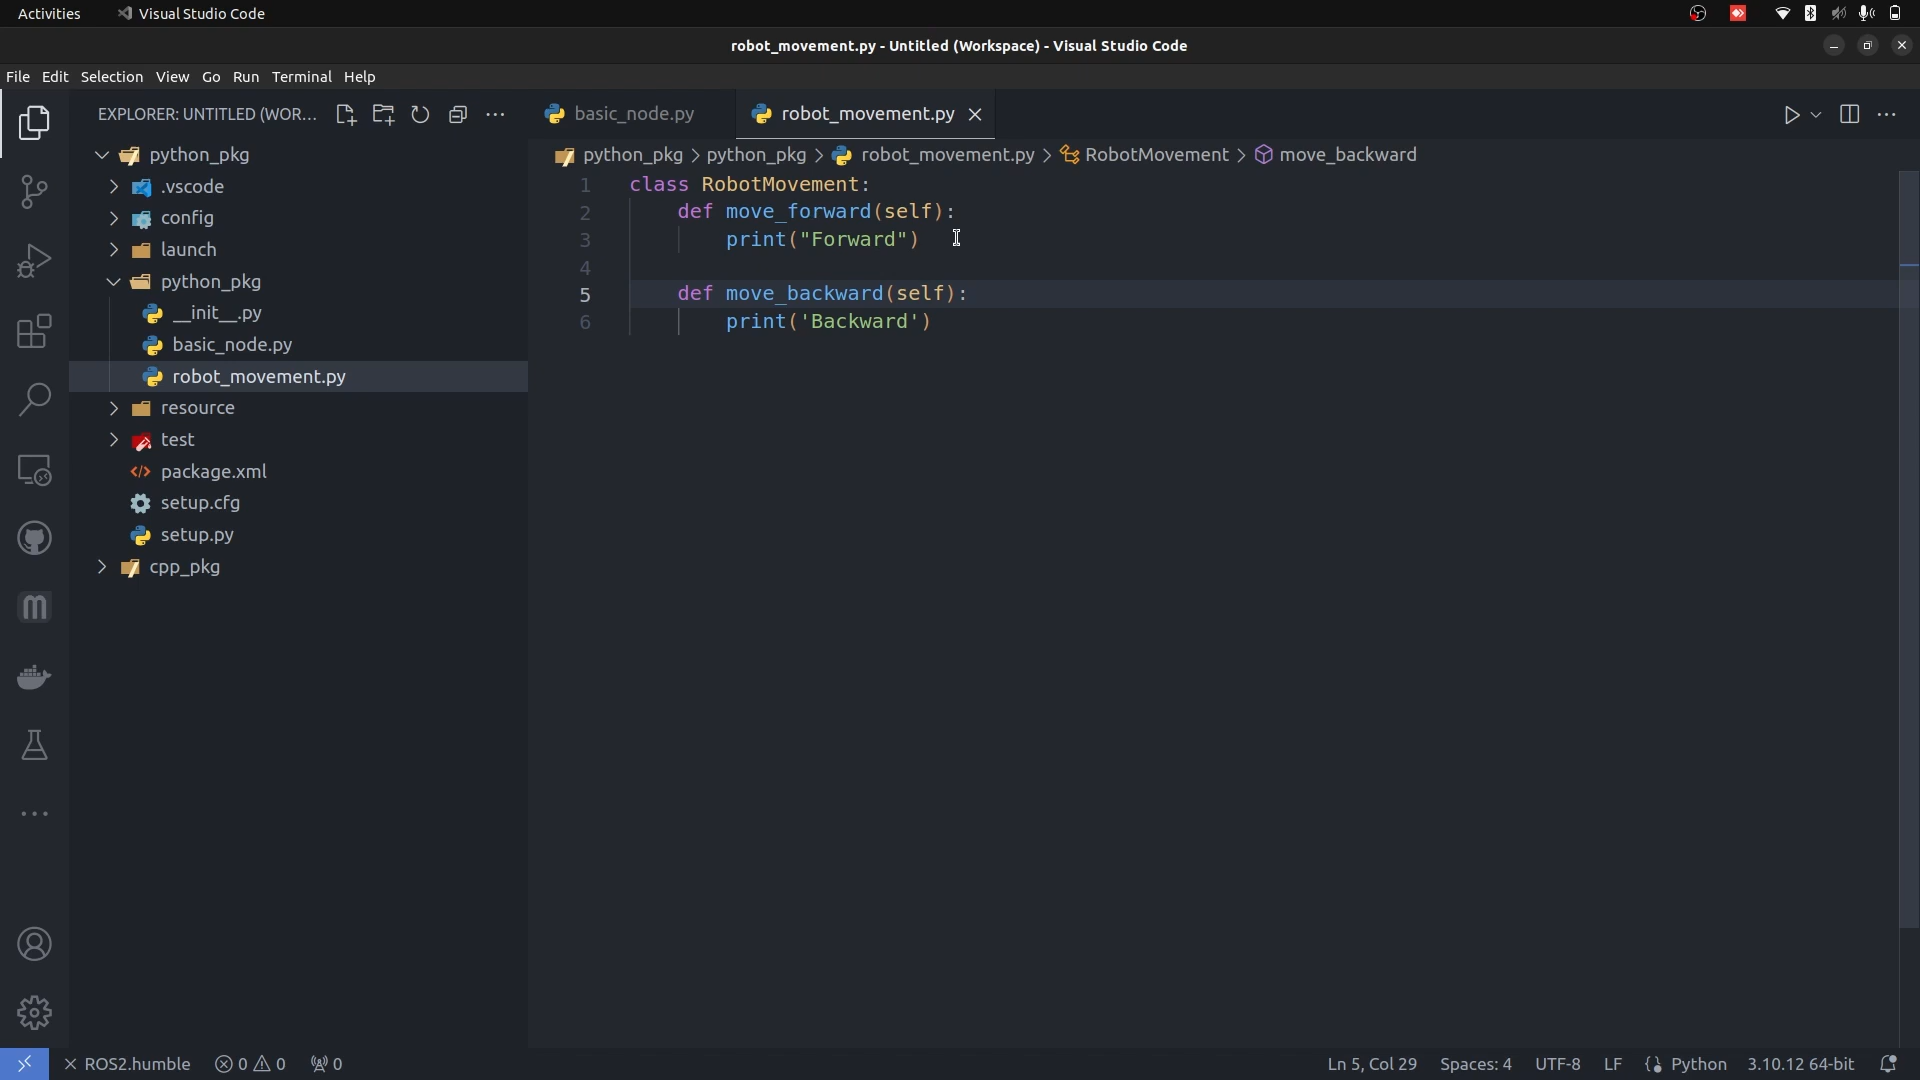 Activities
Visual Studio Code
robot_movement.py - Untitled (Workspace) - Visual Studio Code
File Edit Selection View Go Run Terminal Help
EXPLORER: UNTITLED (WOR...
python_pkg
.vscode
config
launch
python_pkg
__init__.py
basic_node.py
robot_movement.py
resource
test
package.xml
setup.cfg
setup.py
cpp_pkg
basic_node.py
robot_movement.py
python_pkg > python_pkg > robot_movement.py > RobotMovement > move_backward
1 class RobotMovement:
2 def move_forward(self):
3 print("Forward")
4
5 def move_backward(self):
6 print('Backward')
ROS2.humble 0 0 0
Ln 5, Col 29 Spaces: 4 UTF-8 LF Python 3.10.12 64-bit